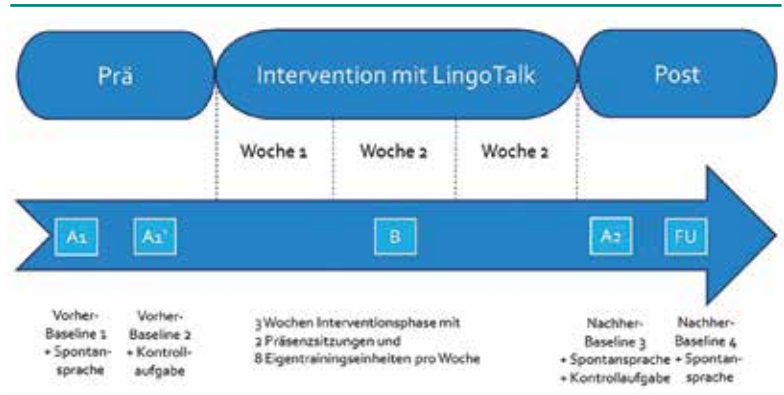 Prä
Intervention mit LingoTalk
Post
Woche 1
Woche 2
Woche 2
A1
A1'
B
A2
FU
Vorher-
Baseline 1
+ Spontan-
sprache
Vorher-
Baseline 2
+ Kontroll-
aufgabe
3 Wochen Interventionsphase mit
2 Präsenzsitzungen und
8 Eigentrainingseinheiten pro Woche
Nachher-
Baseline 3
+ Spontansprache
+ Kontrollaufgabe
Nachher-
Baseline 4
+ Spontan-
sprache